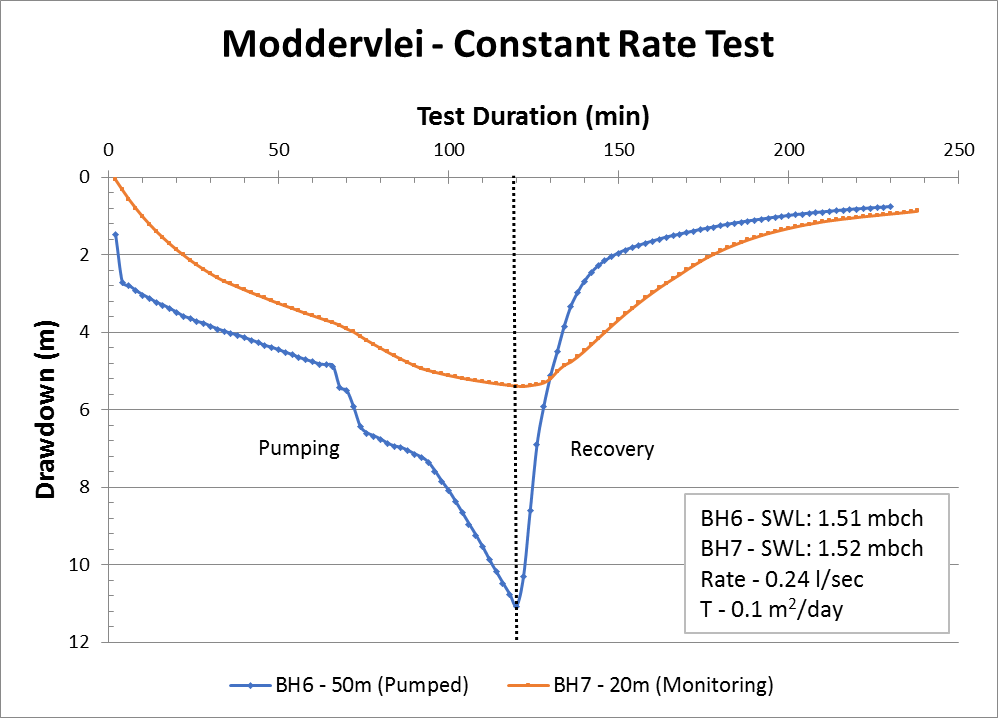 Moddervlei - Constant Rate Test
Test Duration (min)
0 50 100 150 200 250
Drawdown (m)
0
2
4
6
8
10
12
Pumping
Recovery
BH6 - SWL: 1.51 mbch
BH7 - SWL: 1.52 mbch
Rate - 0.24 l/sec
T - 0.1 m²/day
BH6 - 50m (Pumped) BH7 - 20m (Monitoring)